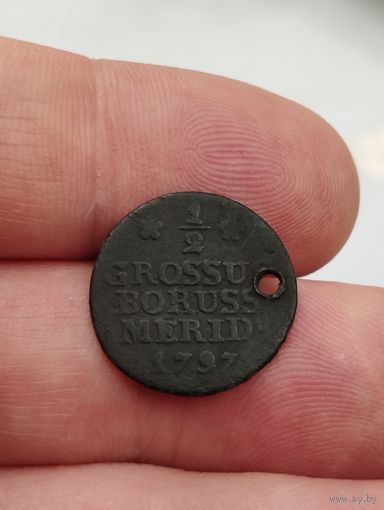 1/2
GROSSU
BORUSS
MERID
1797
www.ay.by